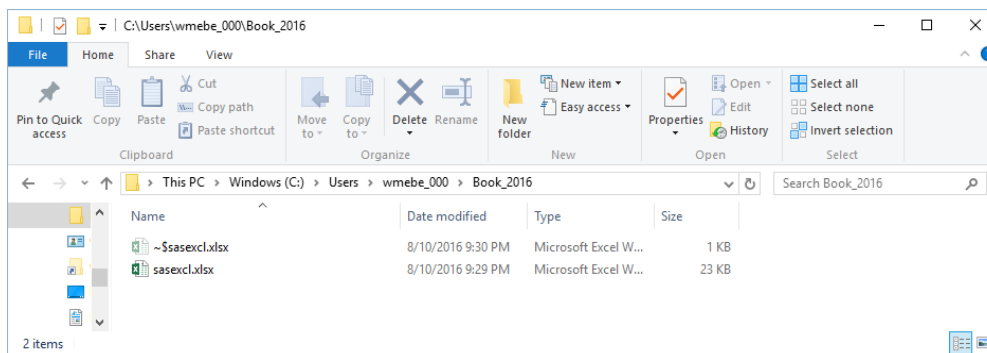 C:\Users\wmebe_000\Book_2016
File Home Share View
Pin to Quick access
Copy
Paste
Cut
Copy path
Paste shortcut
Clipboard
Move to
Copy to
Delete
Rename
Organize
New folder
New item
Easy access
New
Properties
Open
Edit
History
Open
Select all
Select none
Invert selection
Select
This PC > Windows (C:) > Users > wmebe_000 > Book_2016
Search Book_2016
Name Date modified Type Size
~$sasexcl.xlsx 8/10/2016 9:30 PM Microsoft Excel W... 1 KB
sasexcl.xlsx 8/10/2016 9:29 PM Microsoft Excel W... 23 KB
2 items